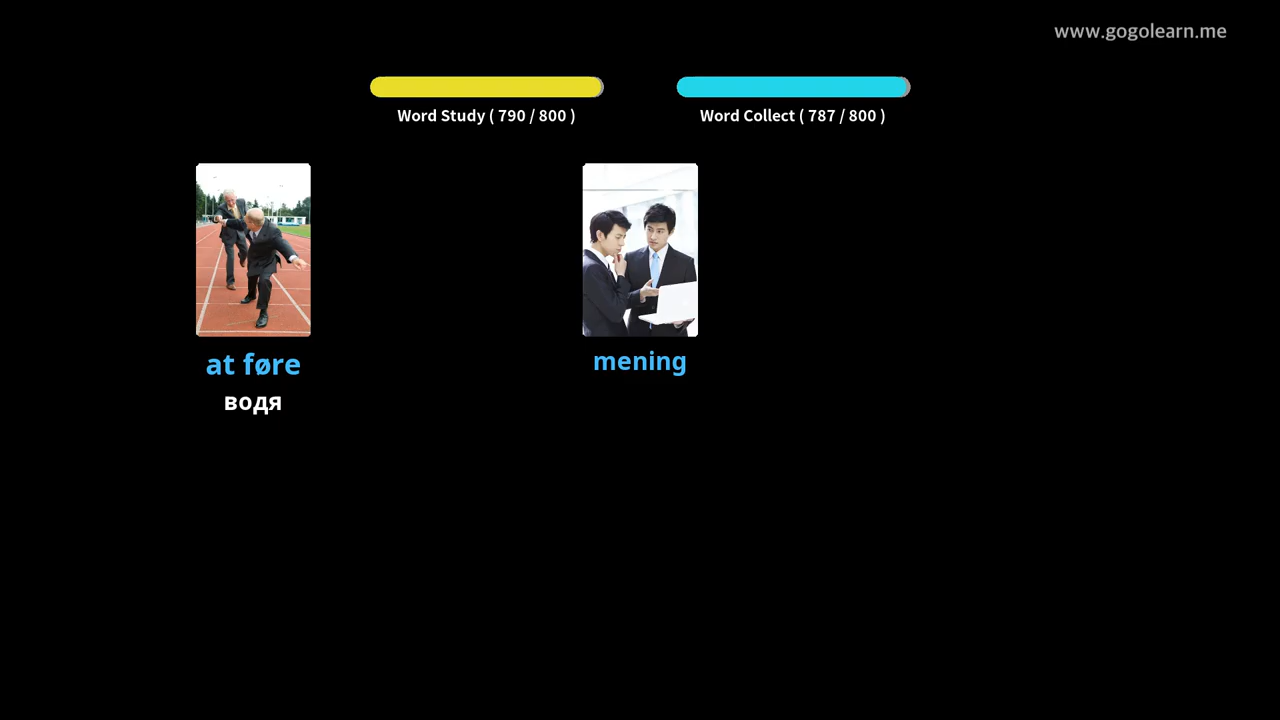 www.gogolearn.me
Word Study ( 790 / 800 )
Word Collect ( 787 / 800 )
at føre
mening
водя